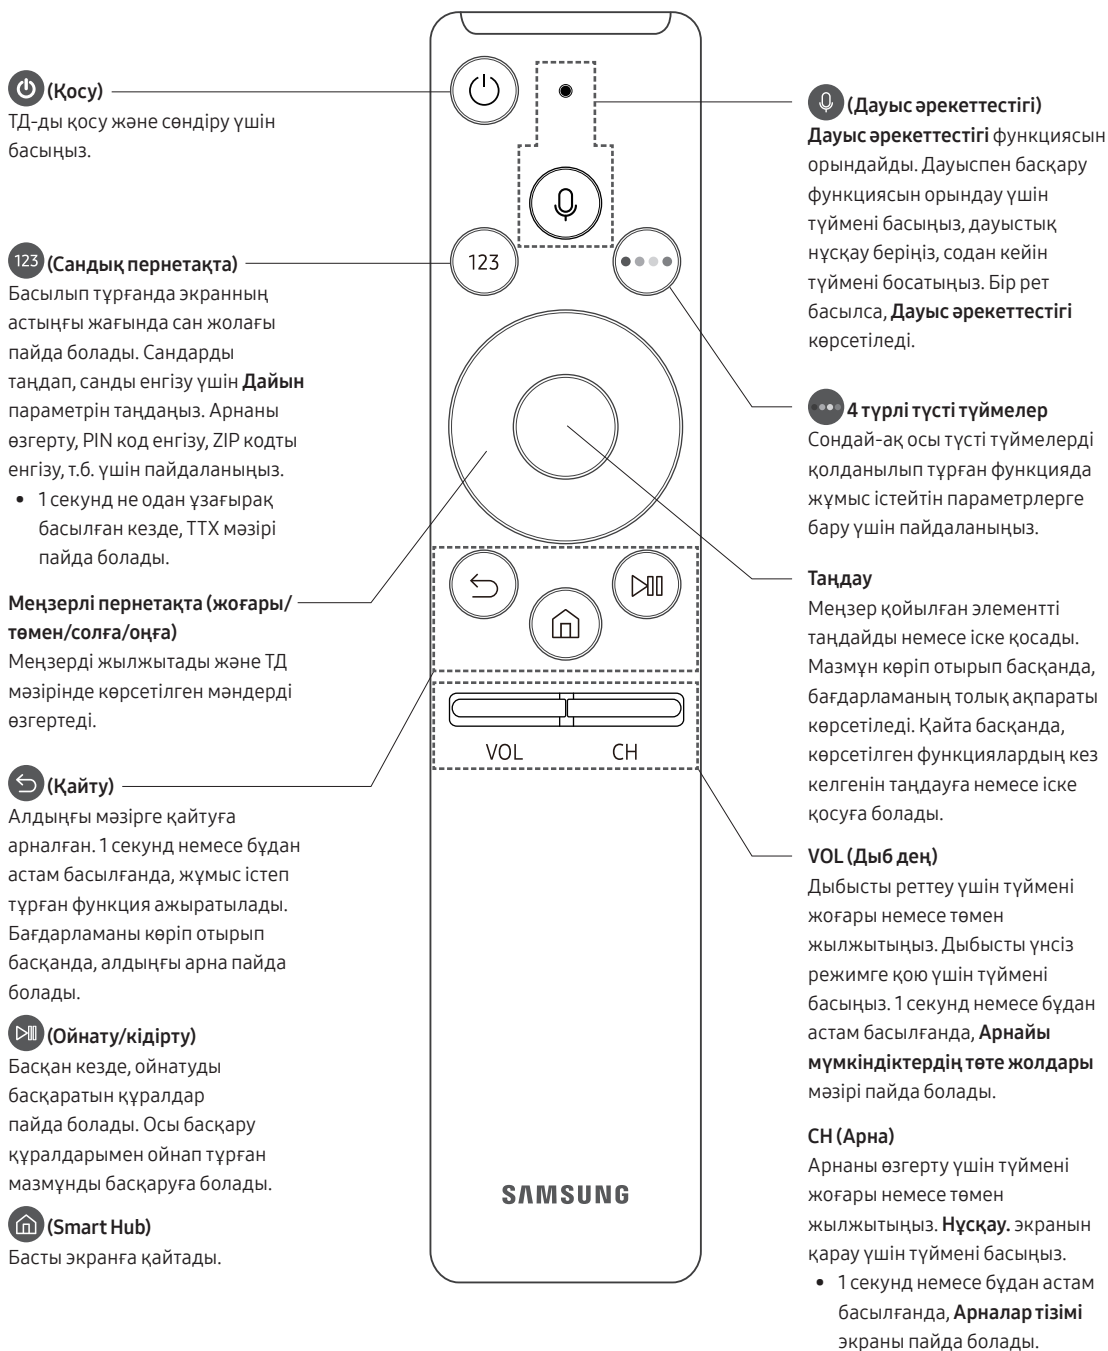 (Қосу)
ТД-ды қосу және сөндіру үшін
басыңыз.
123 (Сандық пернетақта)
Басылып тұрғанда экранның
астыңғы жағында сан жолағы
пайда болады. Сандарды
таңдап, санды енгізу үшін Дайын
параметрін таңдаңыз. Арнаны
өзгерту, PIN код енгізу, ZIP кодты
енгізу, т.б. үшін пайдаланыңыз.
• 1 секунд не одан ұзағырақ
басылған кезде, TTX мәзірі
пайда болады.
Меңзерлі пернетақта (жоғары/
төмен/солға/оңға)
Меңзерді жылжытады және ТД
мәзірінде көрсетілген мәндерді
өзгертеді.
(Қайту)
Алдыңғы мәзірге қайтуға
арналған. 1 секунд немесе бұдан
астам басылғанда, жұмыс істеп
тұрған функция ажыратылады.
Бағдарламаны көріп отырып
басқанда, алдыңғы арна пайда
болады.
(Ойнату/кідірту)
Басқан кезде, ойнатуды
басқаратын құралдар
пайда болады. Осы басқару
құралдарымен ойнап тұрған
мазмұнды басқаруға болады.
(Smart Hub)
Басты экранға қайтады.
123
VOL
CH
SAMSUNG
(Дауыс әрекеттестігі)
Дауыс әрекеттестігі функциясын
орындайды. Дауыспен басқару
функциясын орындау үшін
түймені басыңыз, дауыстық
нұсқау беріңіз, содан кейін
түймені босатыңыз. Бір рет
басылса, Дауыс әрекеттестігі
көрсетіледі.
4 түрлі түсті түймелер
Сондай-ақ осы түсті түймелерді
қолданылып тұрған функцияда
жұмыс істейтін параметрлерге
бару үшін пайдаланыңыз.
Таңдау
Меңзер қойылған элементті
таңдайды немесе іске қосады.
Мазмұн көріп отырып басқанда,
бағдарламаның толық ақпараты
көрсетіледі. Қайта басқанда,
көрсетілген функциялардың кез
келгенін таңдауға немесе іске
қосуға болады.
VOL (Дыб дең)
Дыбысты реттеу үшін түймені
жоғары немесе төмен
жылжытыңыз. Дыбысты үнсіз
режимге қою үшін түймені
басыңыз. 1 секунд немесе бұдан
астам басылғанда, Арнайы
мүмкіндіктердің төте жолдары
мәзірі пайда болады.
CH (Арна)
Арнаны өзгерту үшін түймені
жоғары немесе төмен
жылжытыңыз. Нұсқау. экранын
қарау үшін түймені басыңыз.
• 1 секунд немесе бұдан астам
басылғанда, Арналар тізімі
экраны пайда болады.